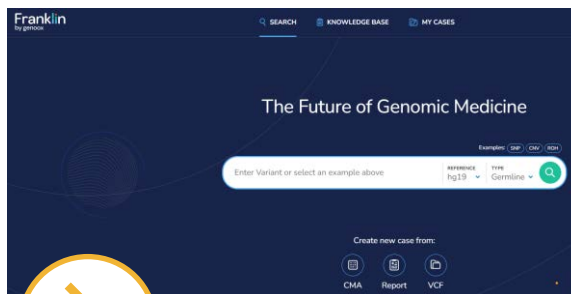 Franklin
by genoox
SEARCH KNOWLEDGE BASE MY CASES
The Future of Genomic Medicine
Examples: SNP CNV ROH
Enter Variant or select an example above
REFERENCE TYPE
hg19 Germline
Create new case from:
CMA Report VCF